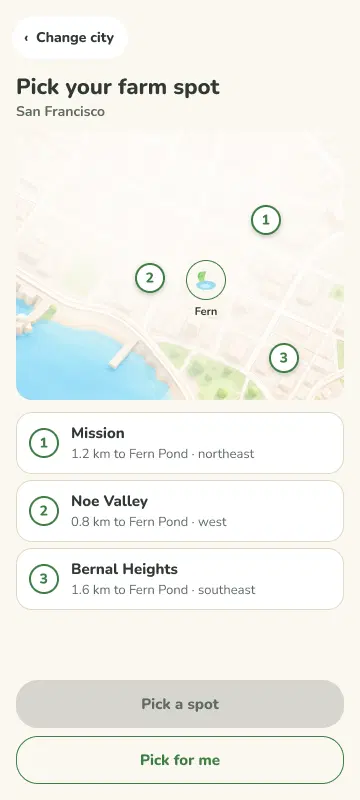 ‹ Change city
Pick your farm spot
San Francisco
1
2
Fern
3
1
Mission
1.2 km to Fern Pond · northeast
2
Noe Valley
0.8 km to Fern Pond · west
3
Bernal Heights
1.6 km to Fern Pond · southeast
Pick a spot
Pick for me